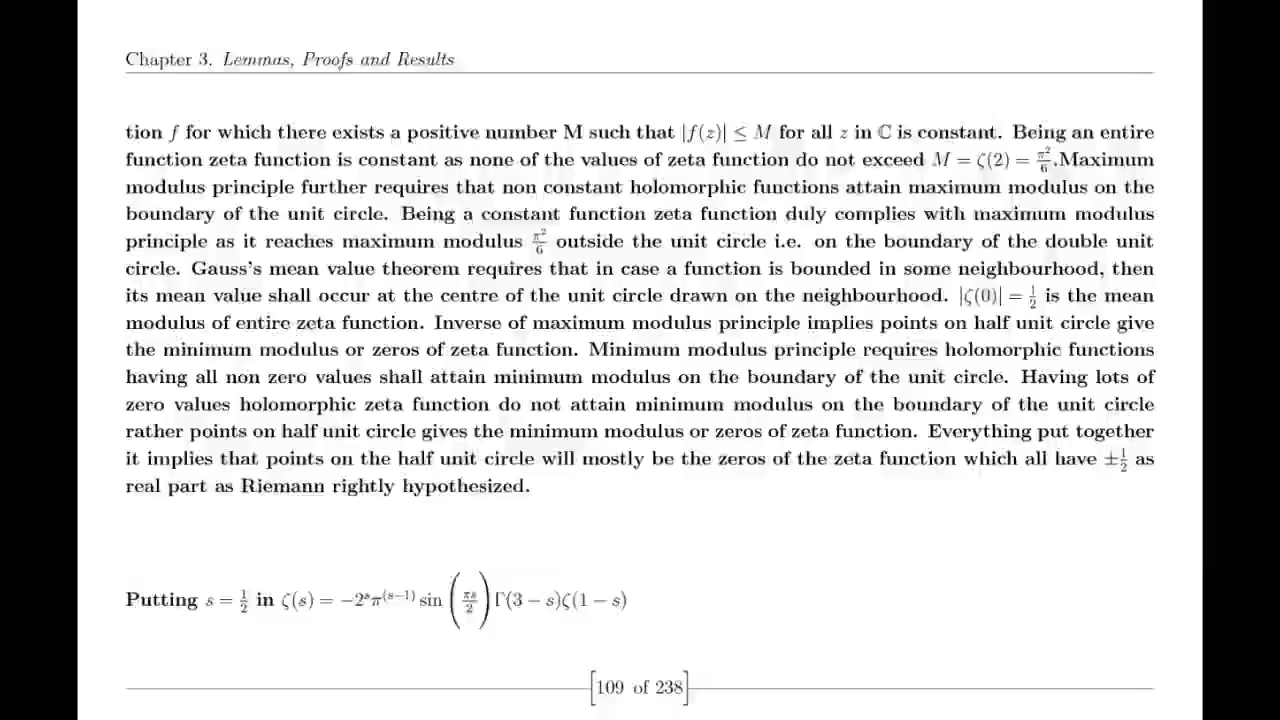 Chapter 3. Lemmas, Proofs and Results
tion f for which there exists a positive number M such that |f(z)| ≤ M for all z in ℂ is constant. Being an entire
function zeta function is constant as none of the values of zeta function do not exceed M = ζ(2) = π²/6.Maximum
modulus principle further requires that non constant holomorphic functions attain maximum modulus on the
boundary of the unit circle. Being a constant function zeta function duly complies with maximum modulus
principle as it reaches maximum modulus π²/6 outside the unit circle i.e. on the boundary of the double unit
circle. Gauss's mean value theorem requires that in case a function is bounded in some neighbourhood, then
its mean value shall occur at the centre of the unit circle drawn on the neighbourhood. |ζ(0)| = 1/2 is the mean
modulus of entire zeta function. Inverse of maximum modulus principle implies points on half unit circle give
the minimum modulus or zeros of zeta function. Minimum modulus principle requires holomorphic functions
having all non zero values shall attain minimum modulus on the boundary of the unit circle. Having lots of
zero values holomorphic zeta function do not attain minimum modulus on the boundary of the unit circle
rather points on half unit circle gives the minimum modulus or zeros of zeta function. Everything put together
it implies that points on the half unit circle will mostly be the zeros of the zeta function which all have ±1/2 as
real part as Riemann rightly hypothesized.
Putting s = 1/2 in ζ(s) = −2ˢπ⁽ˢ⁻¹⁾ sin(πs/2)Γ(3 − s)ζ(1 − s)
[109 of 238]